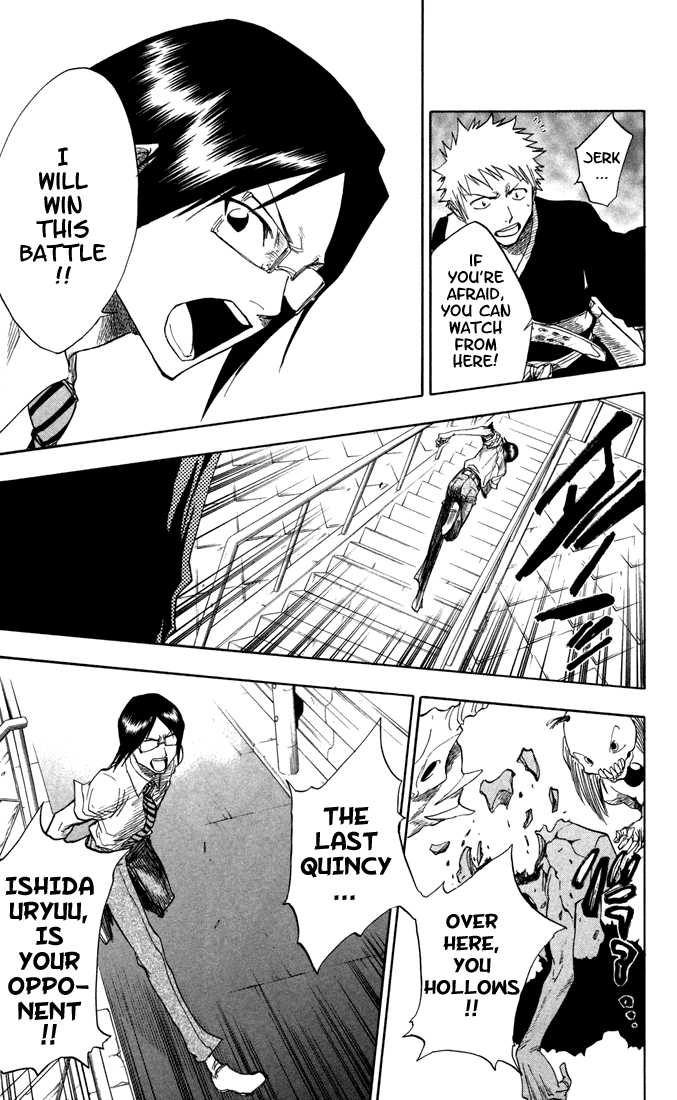 JERK
...
IF
YOU'RE
AFRAID,
YOU CAN
WATCH
FROM
HERE!
I
WILL
WIN
THIS
BATTLE
!!
OVER
HERE,
YOU
HOLLOWS
!!
THE
LAST
QUINCY
...
ISHIDA
URYUU,
IS
YOUR
OPPO-
NENT
!!